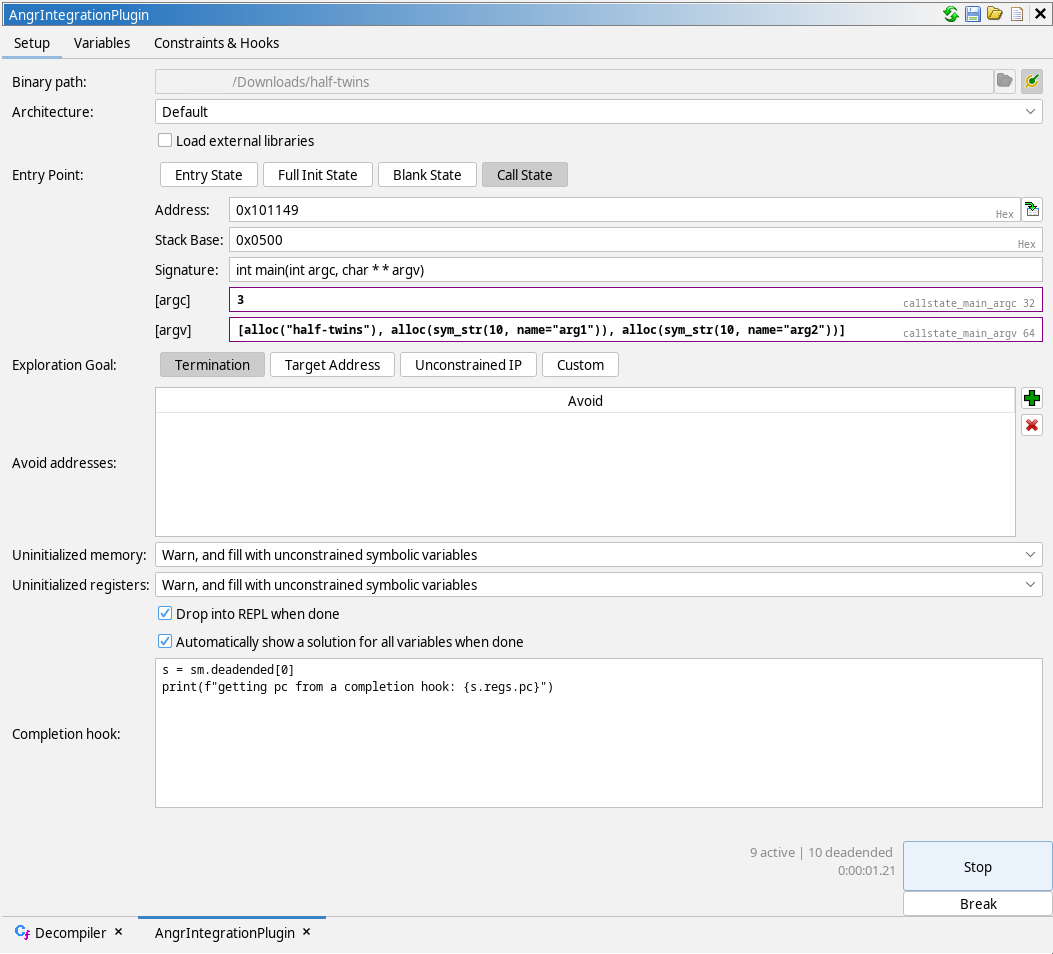 AngrIntegrationPlugin
Setup Variables Constraints & Hooks
Binary path: /Downloads/half-twins
Architecture: Default
Load external libraries
Entry Point: Entry State Full Init State Blank State Call State
Address: 0x101149 Hex
Stack Base: 0x0500 Hex
Signature: int main(int argc, char * * argv)
[argc] 3 callstate_main_argc 32
[argv] [alloc("half-twins"), alloc(sym_str(10, name="arg1")), alloc(sym_str(10, name="arg2"))] callstate_main_argv 64
Exploration Goal: Termination Target Address Unconstrained IP Custom
Avoid
Avoid addresses:
Uninitialized memory: Warn, and fill with unconstrained symbolic variables
Uninitialized registers: Warn, and fill with unconstrained symbolic variables
Drop into REPL when done
Automatically show a solution for all variables when done
s = sm.deadended[0]
print(f"getting pc from a completion hook: {s.regs.pc}")
Completion hook:
9 active | 10 deadended
0:00:01.21
Stop
Break
Decompiler × AngrIntegrationPlugin ×